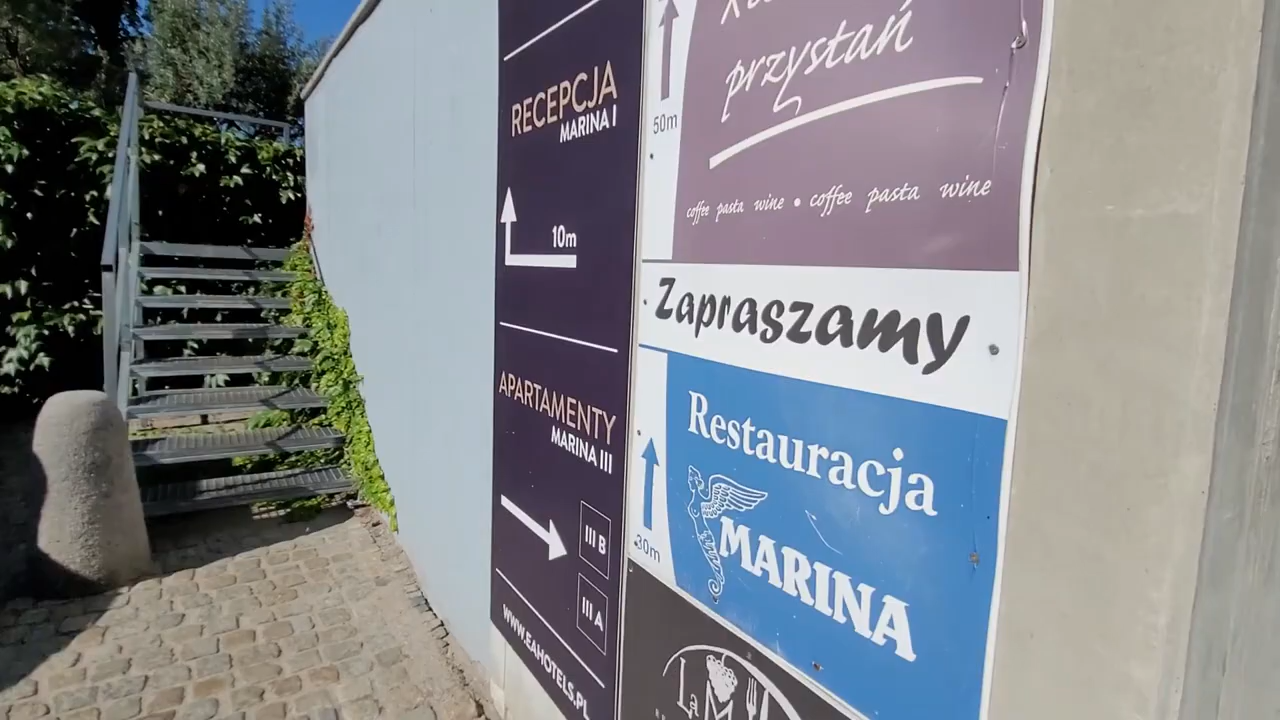 RECEPCJA
MARINA I
10m
APARTAMENTY
MARINA III
III B
III A
WWW.EAHOTELS.PL
przystań
50m
coffee pasta wine • coffee pasta wine
Zapraszamy
Restauracja
MARINA
30m
La